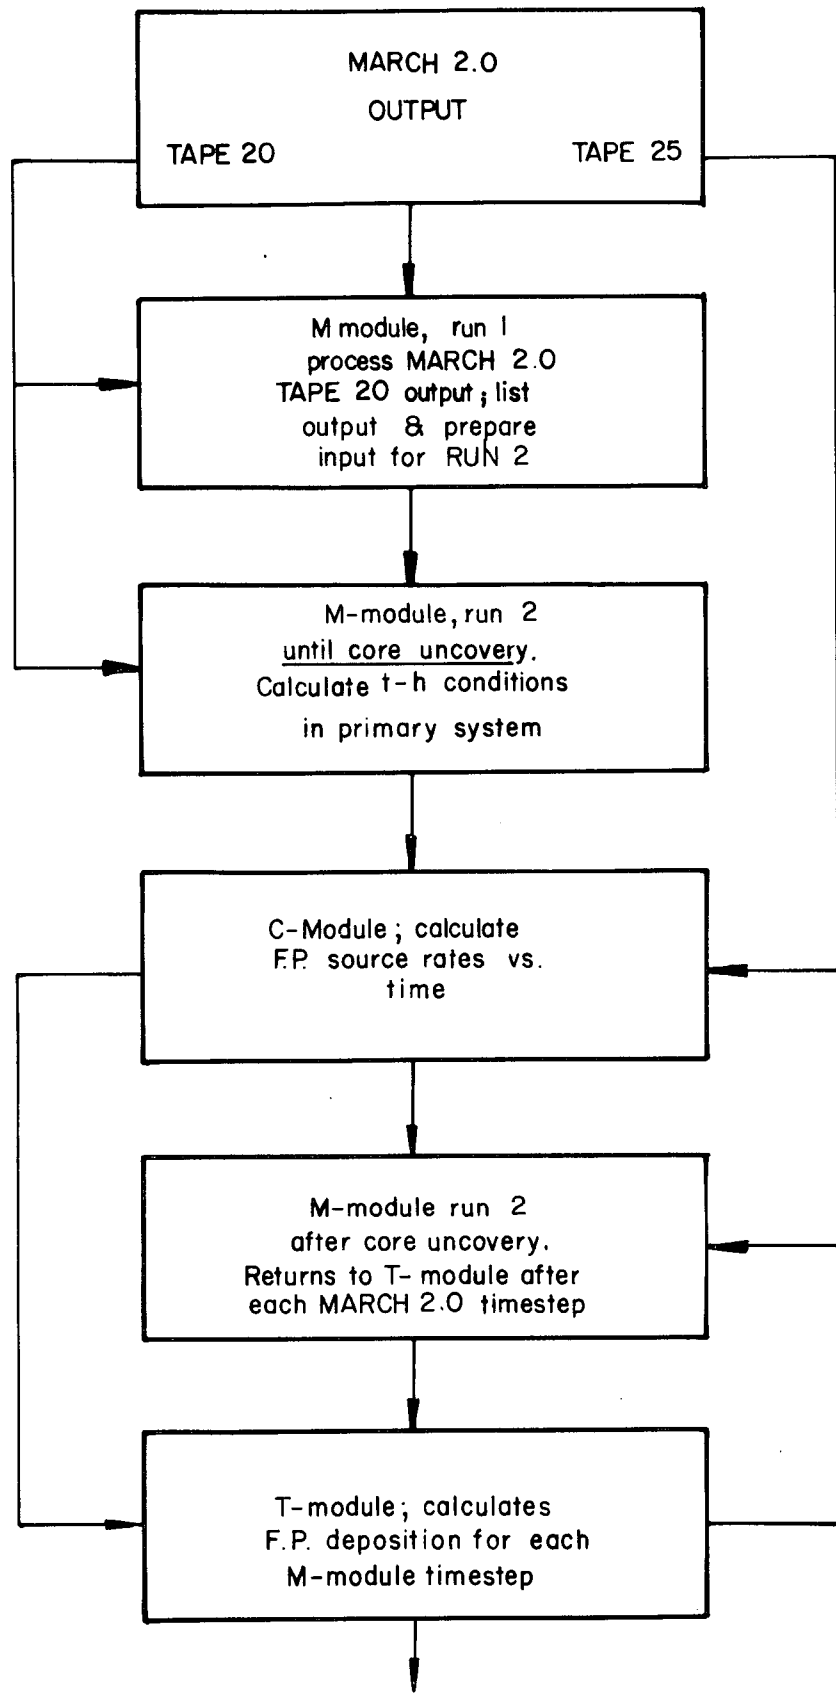 MARCH 2.0
OUTPUT
TAPE 20
TAPE 25
M module, run 1
process MARCH 2.0
TAPE 20 output; list
output & prepare
input for RUN 2
M-module, run 2
until core uncovery.
Calculate t-h conditions
in primary system
C-Module; calculate
F.P. source rates vs.
time
M-module run 2
after core uncovery.
Returns to T-module after
each MARCH 2.0 timestep
T-module; calculates
F.P. deposition for each
M-module timestep